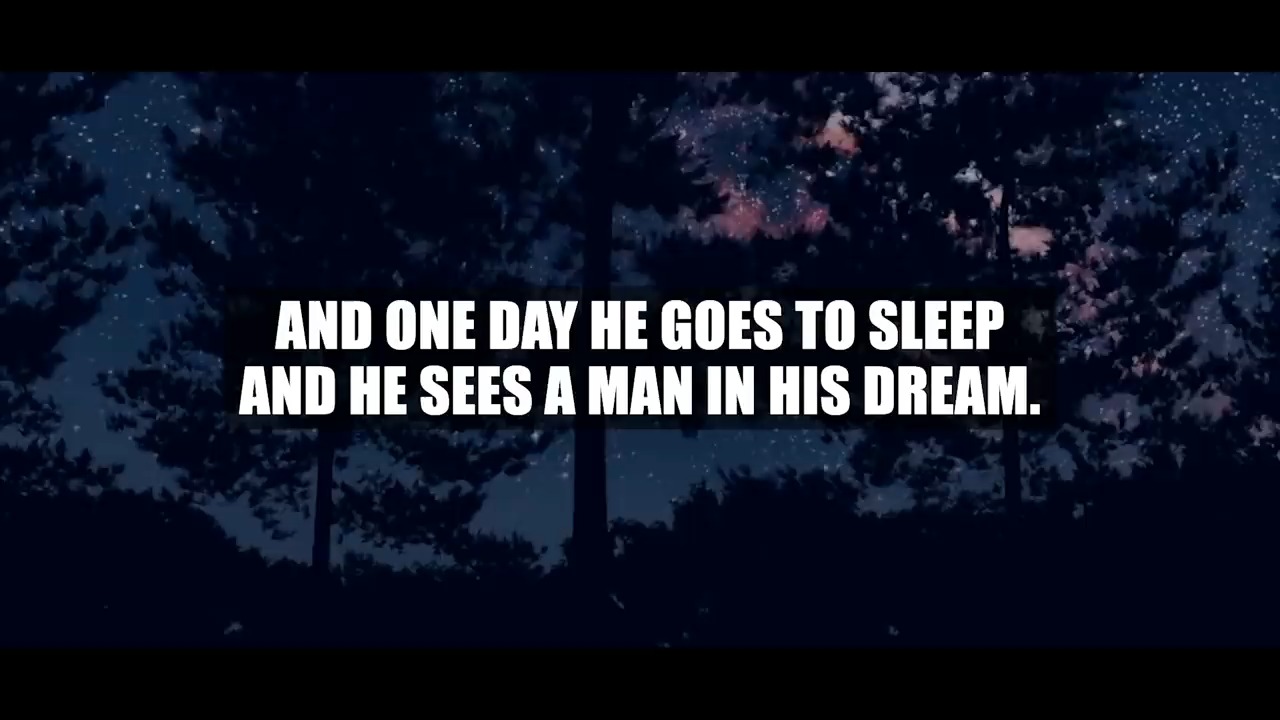 AND ONE DAY HE GOES TO SLEEP
AND HE SEES A MAN IN HIS DREAM.